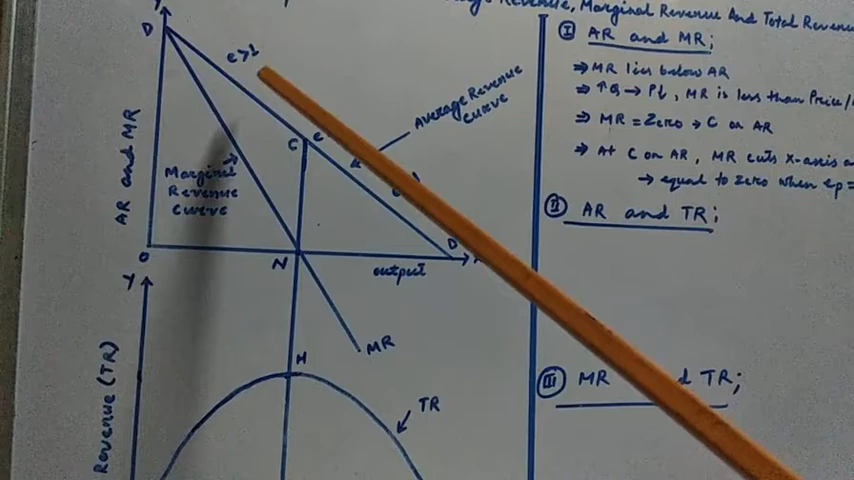 Revenue, Marginal Revenue And Total Revenue
Y
D
e>1
Average Revenue
curve
C
AR and MR
Marginal
Revenue
curve
D
O
N
output
MR
Y
H
TR
Revenue (TR)
I AR and MR;
⇒ MR lies below AR
⇒ ↑Q → P↓, MR is less than Price/
⇒ MR = Zero → C on AR
⇒ At C on AR, MR cuts X-axis
→ equal to Zero when ep =
II AR and TR;
III MR TR;